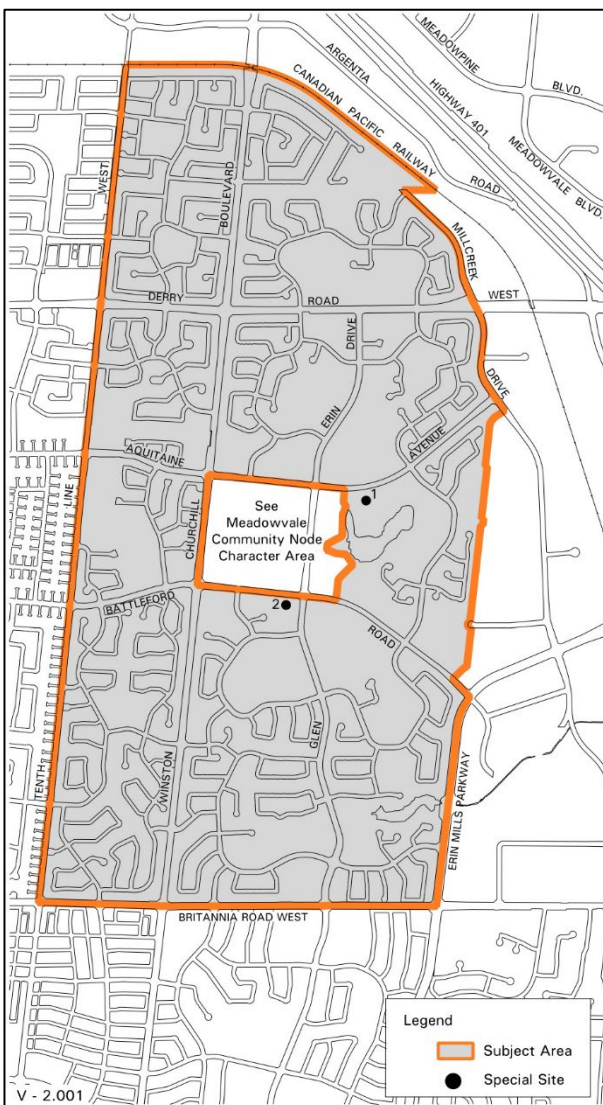 MEADOWPINE
BLVD.
ARGENTIA
ROAD
HIGHWAY 401
MEADOWVALE BLVD.
CANADIAN PACIFIC RAILWAY
WEST
BOULEVARD
MILLCREEK
DERRY
ROAD
WEST
DRIVE
DRIVE
ERIN
AVENUE
AQUITAINE
LINE
CHURCHILL
See
Meadowvale
Community Node
Character Area
1
2
BATTLEFORD
ROAD
GLEN
WINSTON
TENTH
ERIN MILLS PARKWAY
BRITANNIA ROAD WEST
Legend
Subject Area
Special Site
V - 2.001